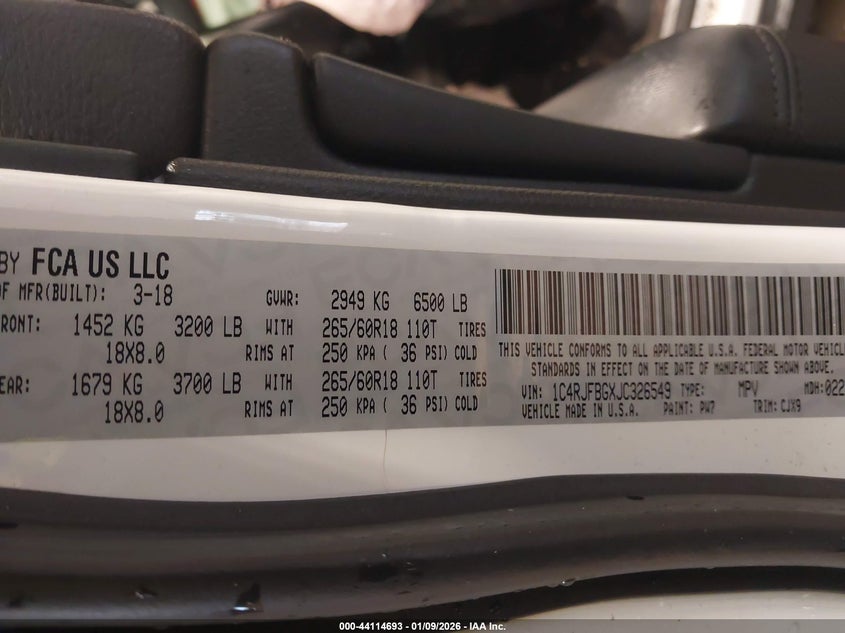 BY FCA US LLC
OF MFR(BUILT): 3-18 GVWR: 2949 KG 6500 LB
FRONT: 1452 KG 3200 LB WITH 265/60R18 110T TIRES
18X8.0 RIMS AT 250 KPA ( 36 PSI) COLD
EAR: 1679 KG 3700 LB WITH 265/60R18 110T TIRES
18X8.0 RIMS AT 250 KPA ( 36 PSI) COLD
THIS VEHICLE CONFORMS TO ALL APPLICABLE U.S.A. FEDERAL MOTOR VEHICLE
STANDARDS IN EFFECT ON THE DATE OF MANUFACTURE SHOWN ABOVE.
VIN: 1C4RJFBGXJC326549 TYPE: MPV MDH: 022
VEHICLE MADE IN U.S.A. PAINT: PW7 TRIM: CJX9
000-44114693 - 01/09/2026 - IAA Inc.